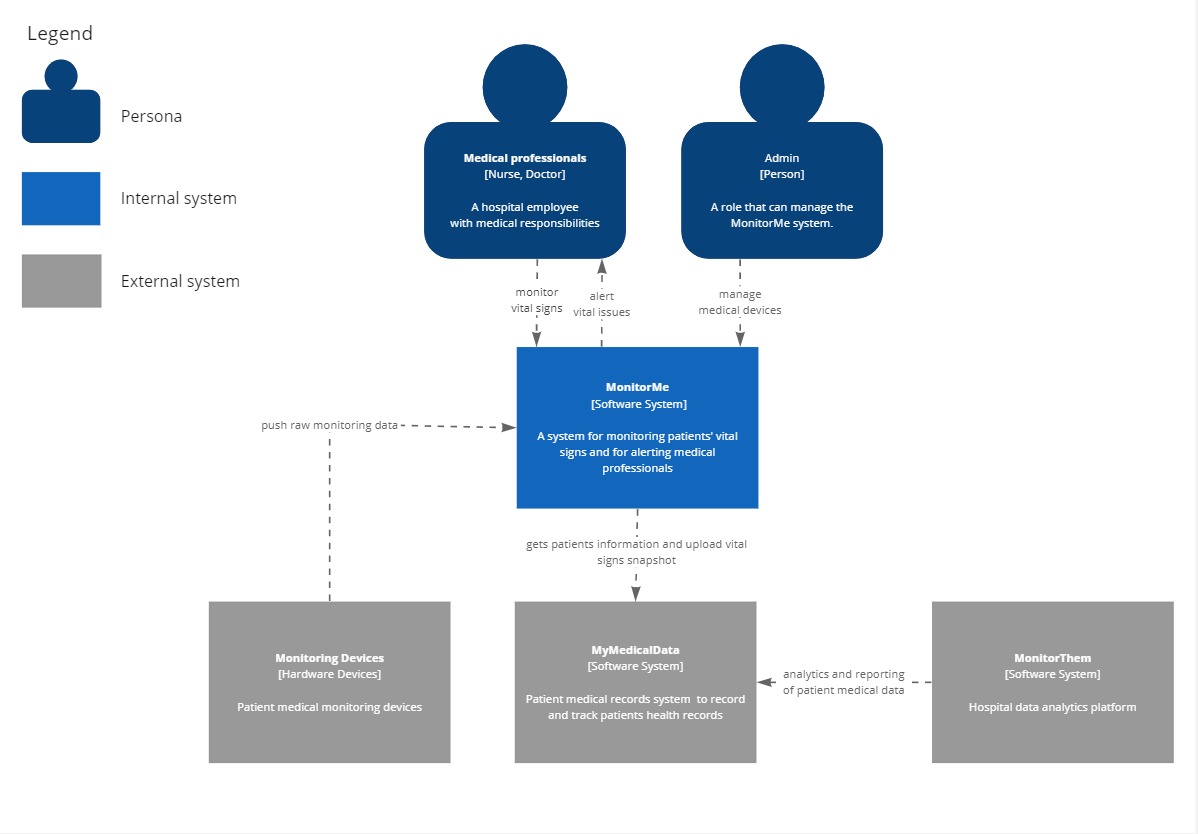 Legend
Persona
Internal system
External system
Medical professionals
[Nurse, Doctor]
A hospital employee
with medical responsibilities
Admin
[Person]
A role that can manage the
MonitorMe system.
monitor
vital signs
alert
vital issues
manage
medical devices
MonitorMe
[Software System]
A system for monitoring patients' vital
signs and for alerting medical
professionals
push raw monitoring data
gets patients information and upload vital
signs snapshot
Monitoring Devices
[Hardware Devices]
Patient medical monitoring devices
MyMedicalData
[Software System]
Patient medical records system to record
and track patients health records
analytics and reporting
of patient medical data
MonitorThem
[Software System]
Hospital data analytics platform